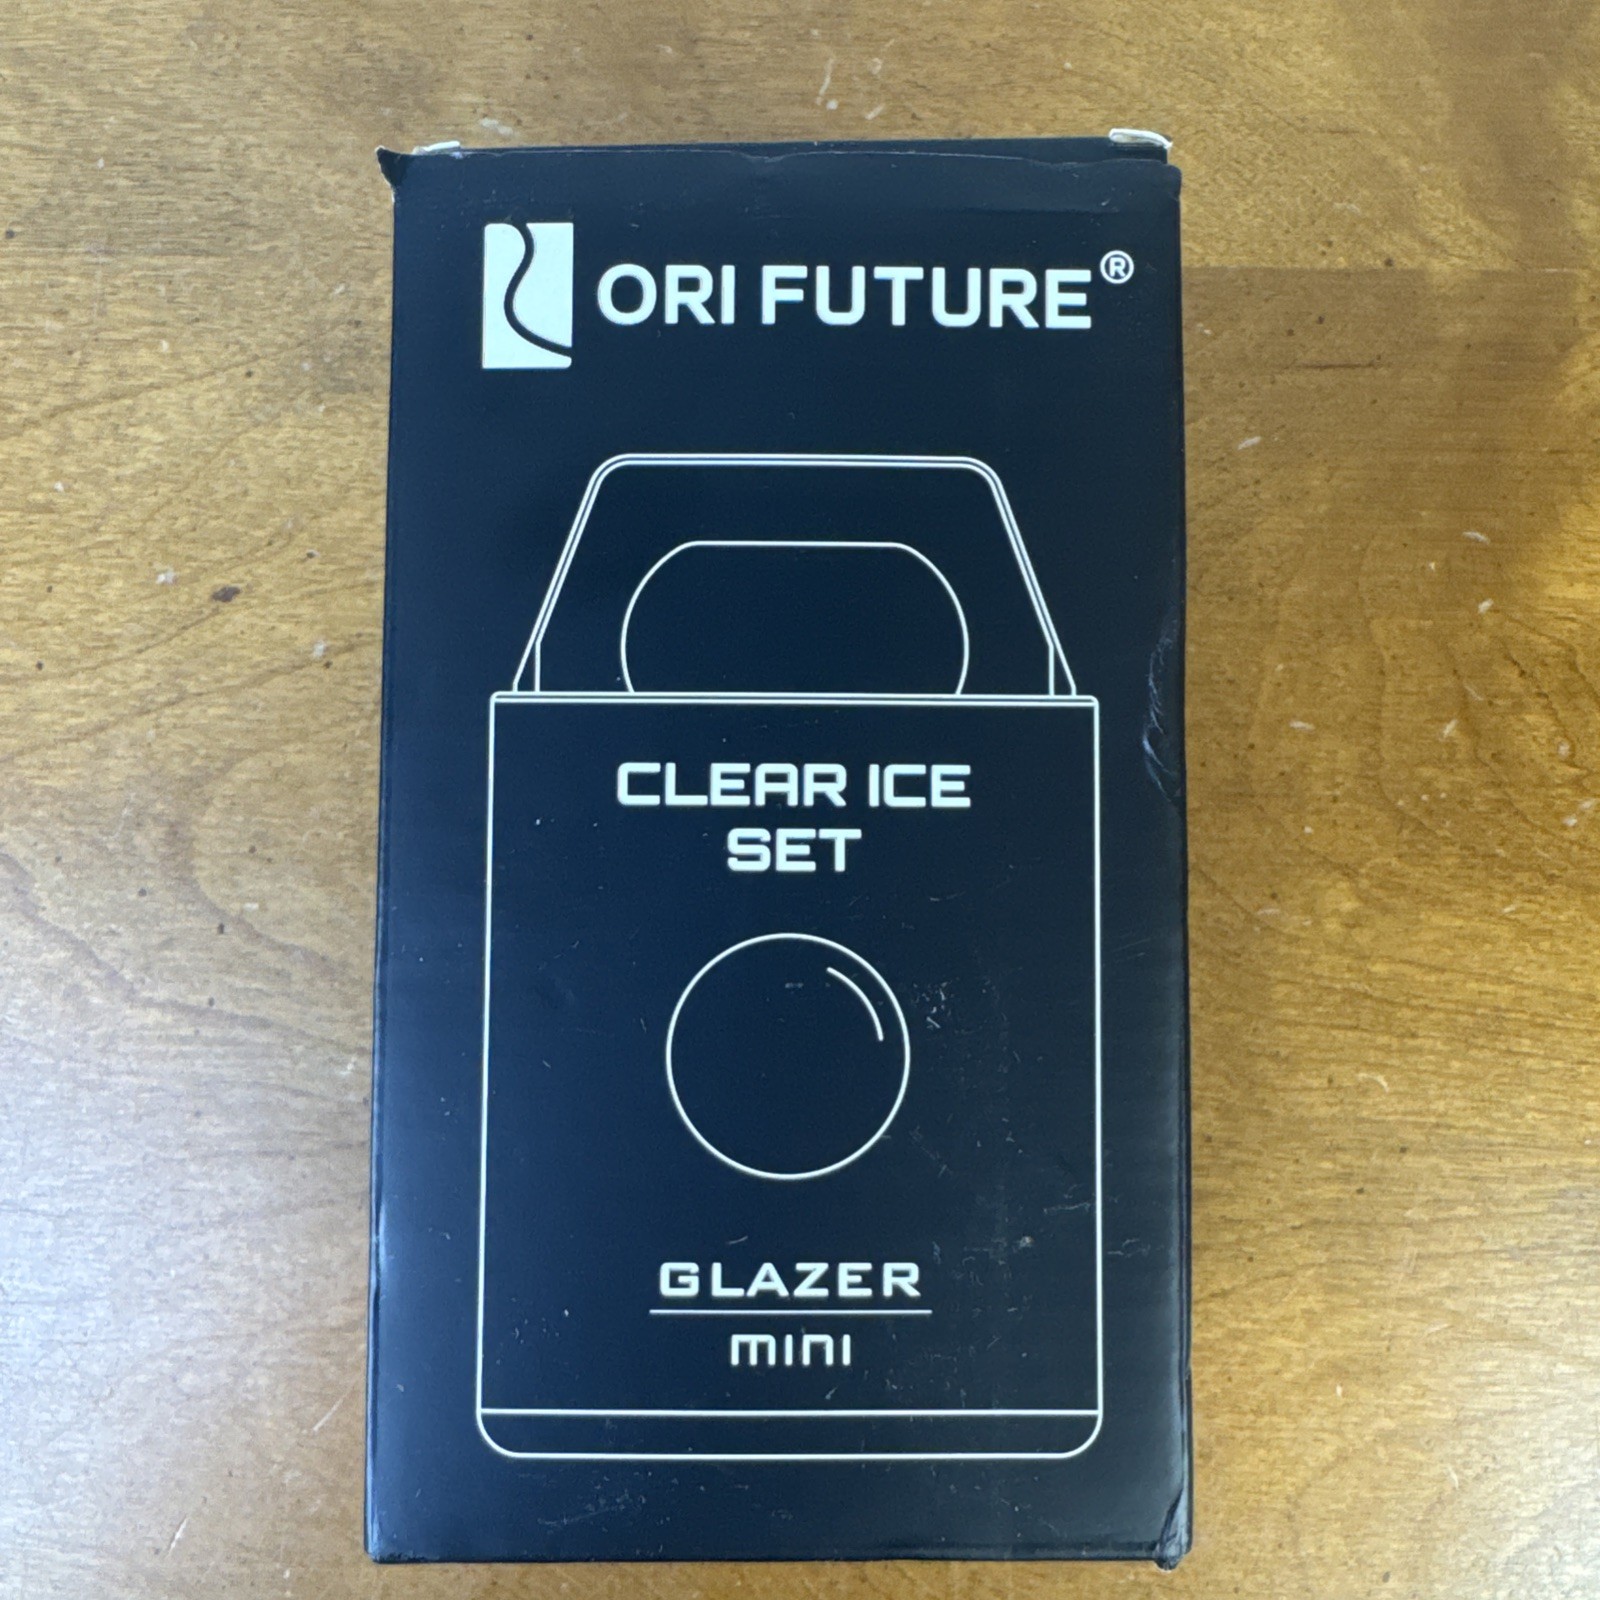 ORI FUTURE®
CLEAR ICE
SET
GLAZER
mini